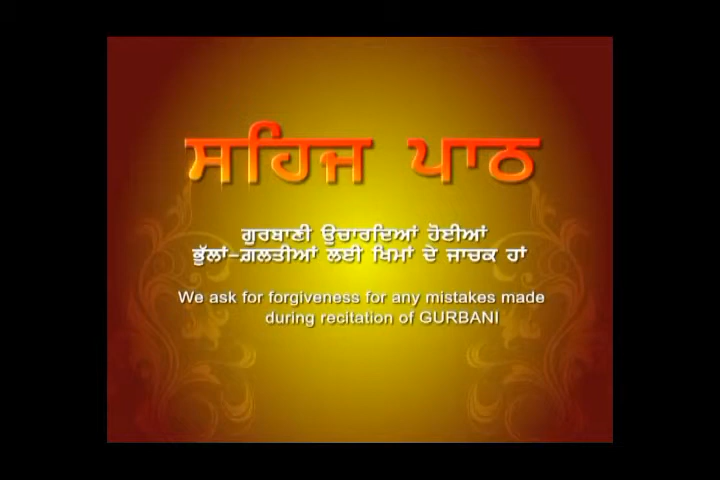 ਸਹਿਜ ਪਾਠ
ਗੁਰਬਾਣੀ ਉਚਾਰਦਿਆਂ ਹੋਈਆਂ
ਭੁੱਲਾਂ-ਗ਼ਲਤੀਆਂ ਲਈ ਖਿਮਾਂ ਦੇ ਜਾਚਕ ਹਾਂ
We ask for forgiveness for any mistakes made
during recitation of GURBANI